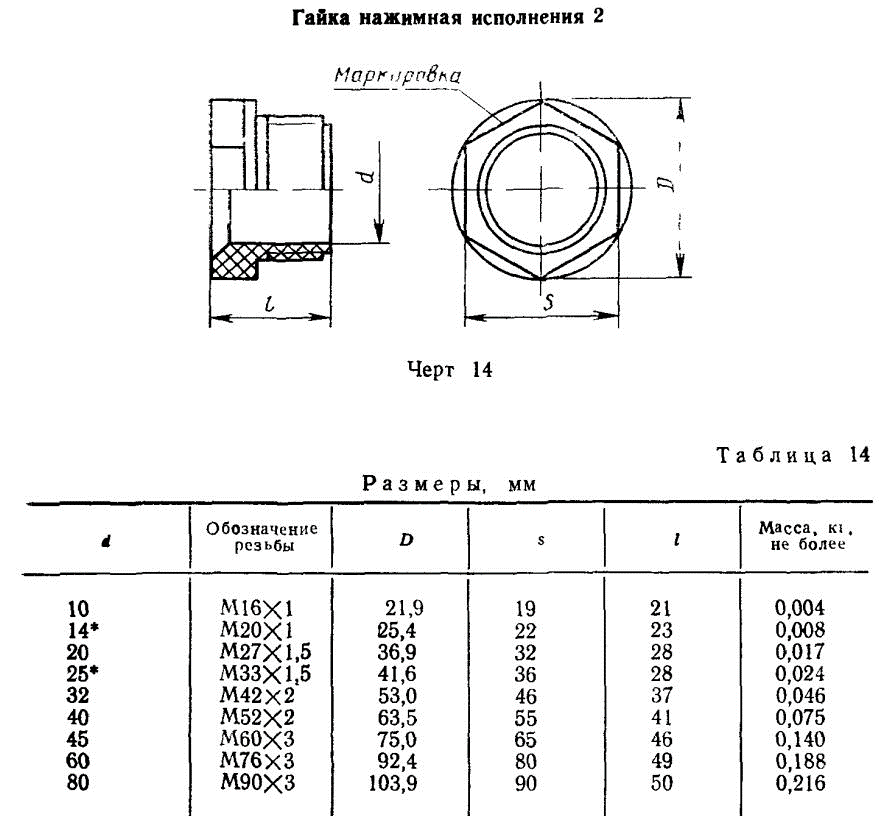 Гайка нажимная исполнения 2
Маркировка
d
D
l
S
Черт 14
Таблица 14
Размеры, мм
d Обозначение резьбы D s l Масса, кг, не более
10 М16×1 21,9 19 21 0,004
14* М20×1 25,4 22 23 0,008
20 М27×1,5 36,9 32 28 0,017
25* М33×1,5 41,6 36 28 0,024
32 М42×2 53,0 46 37 0,046
40 М52×2 63,5 55 41 0,075
45 М60×3 75,0 65 46 0,140
60 М76×3 92,4 80 49 0,188
80 М90×3 103,9 90 50 0,216